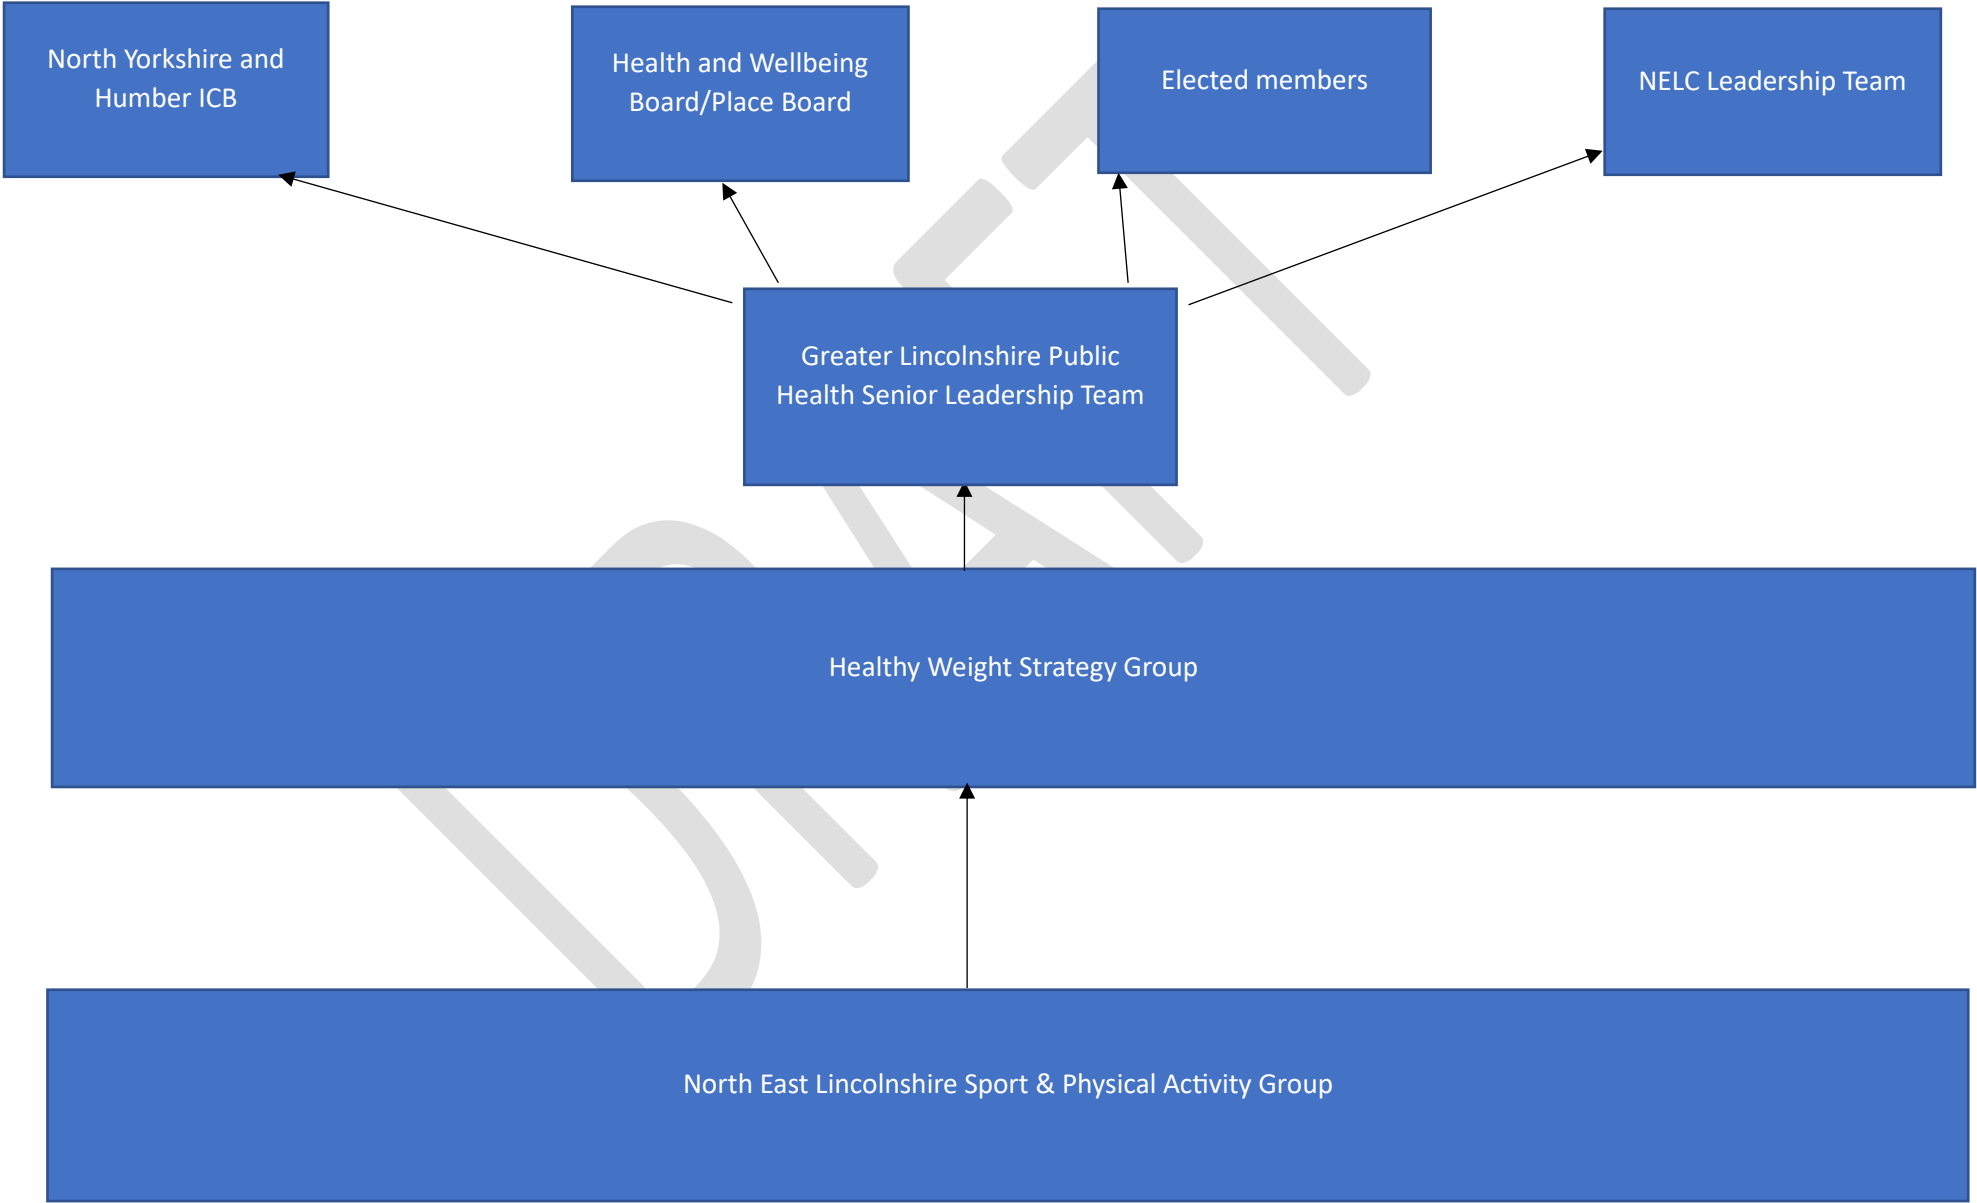 North Yorkshire and
Humber ICB
Health and Wellbeing
Board/Place Board
Elected members
NELC Leadership Team
Greater Lincolnshire Public
Health Senior Leadership Team
Healthy Weight Strategy Group
North East Lincolnshire Sport & Physical Activity Group
DRAFT